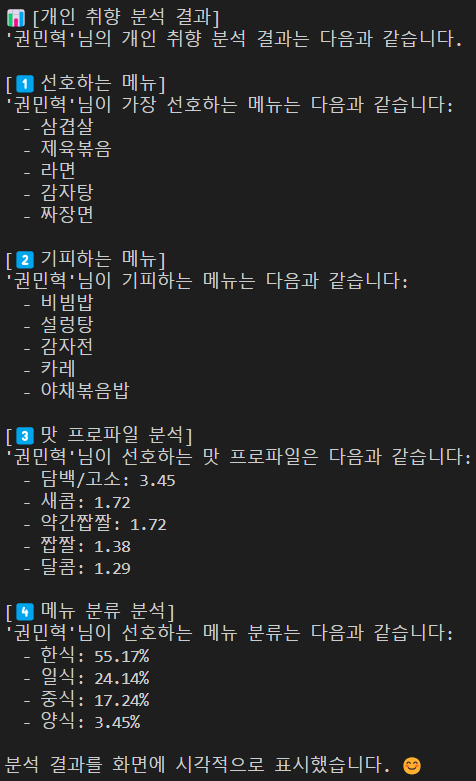 📊 [개인 취향 분석 결과]
'권민혁'님의 개인 취향 분석 결과는 다음과 같습니다.
[1️⃣ 선호하는 메뉴]
'권민혁'님이 가장 선호하는 메뉴는 다음과 같습니다:
- 삼겹살
- 제육볶음
- 라면
- 감자탕
- 짜장면
[2️⃣ 기피하는 메뉴]
'권민혁'님이 기피하는 메뉴는 다음과 같습니다:
- 비빔밥
- 설렁탕
- 감자전
- 카레
- 야채볶음밥
[3️⃣ 맛 프로파일 분석]
'권민혁'님이 선호하는 맛 프로파일은 다음과 같습니다:
- 담백/고소: 3.45
- 새콤: 1.72
- 약간짭짤: 1.72
- 짭짤: 1.38
- 달콤: 1.29
[4️⃣ 메뉴 분류 분석]
'권민혁'님이 선호하는 메뉴 분류는 다음과 같습니다:
- 한식: 55.17%
- 일식: 24.14%
- 중식: 17.24%
- 양식: 3.45%
분석 결과를 화면에 시각적으로 표시했습니다. 😊